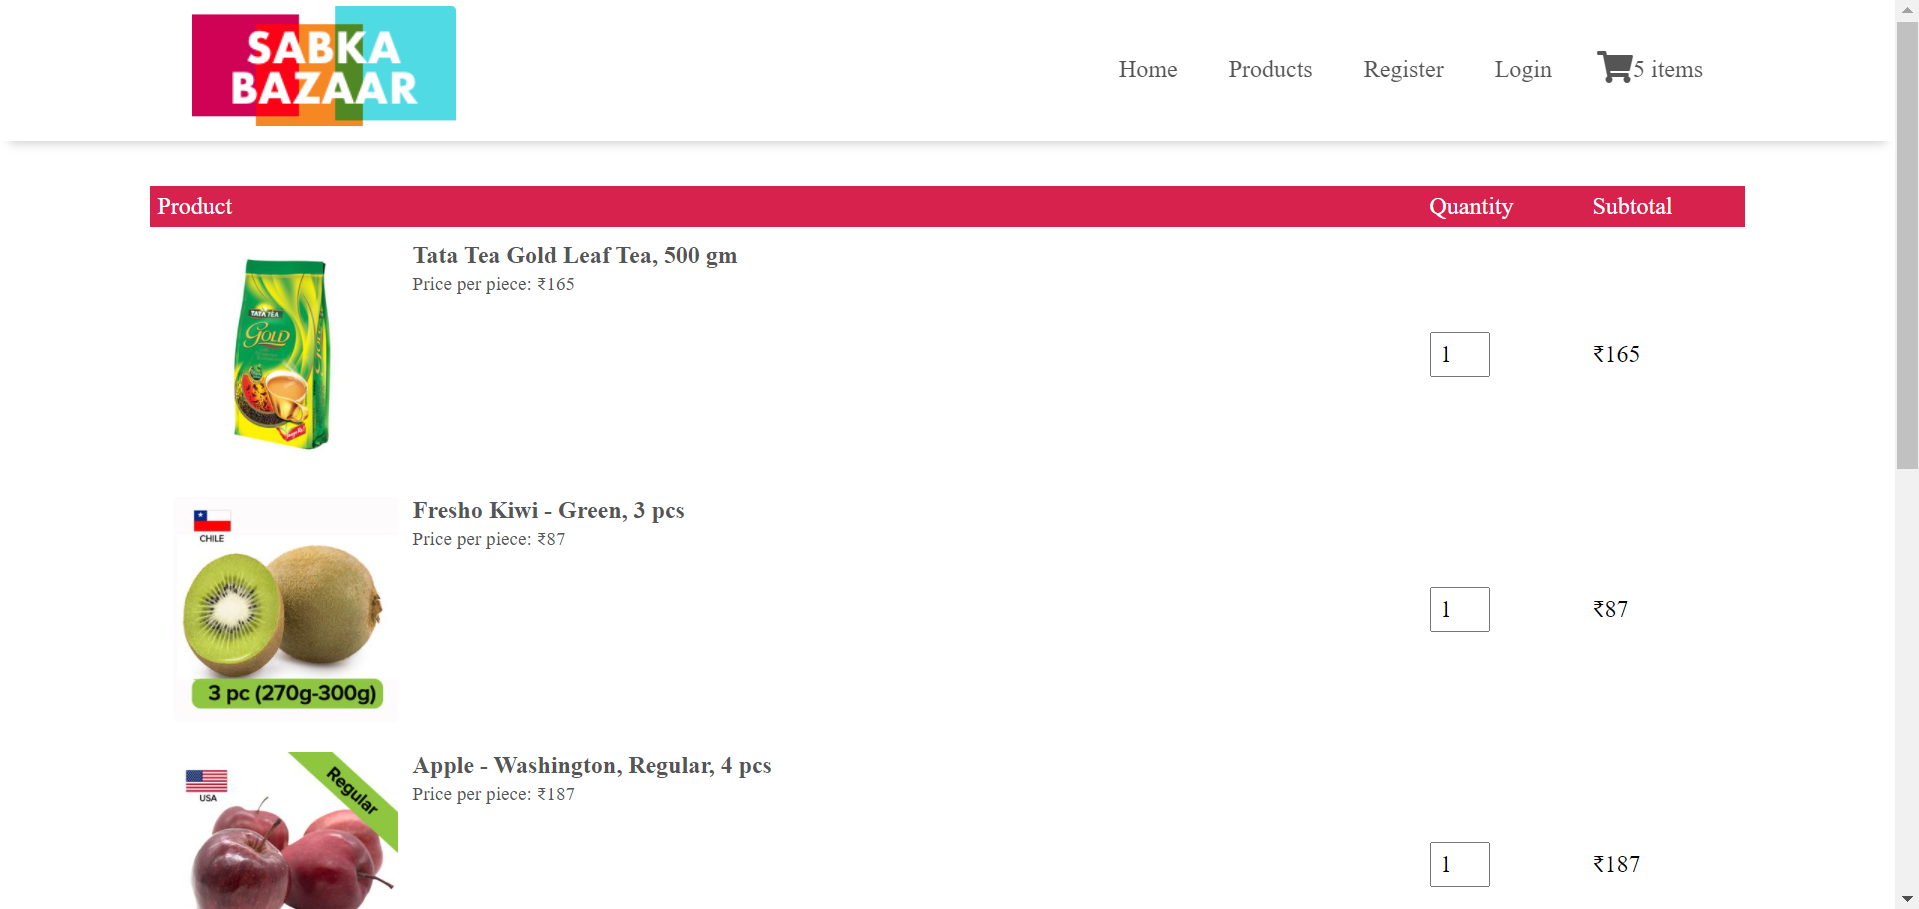 SABKA
BAZAAR
Home Products Register Login 5 items
Product Quantity Subtotal
Tata Tea Gold Leaf Tea, 500 gm
Price per piece: ₹165
TATA TEA
GOLD
1 ₹165
Fresho Kiwi - Green, 3 pcs
Price per piece: ₹87
CHILE
1 ₹87
3 pc (270g-300g)
Apple - Washington, Regular, 4 pcs
Price per piece: ₹187
Regular
USA
1 ₹187